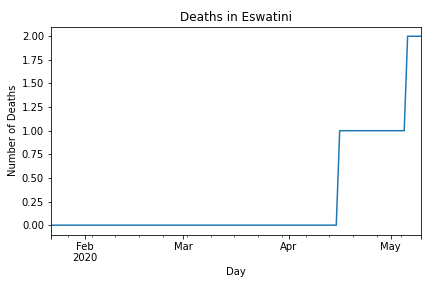 Deaths in Eswatini
2.00
1.75
1.50
1.25
1.00
0.75
0.50
0.25
0.00
Number of Deaths
Feb
2020
Mar
Apr
May
Day